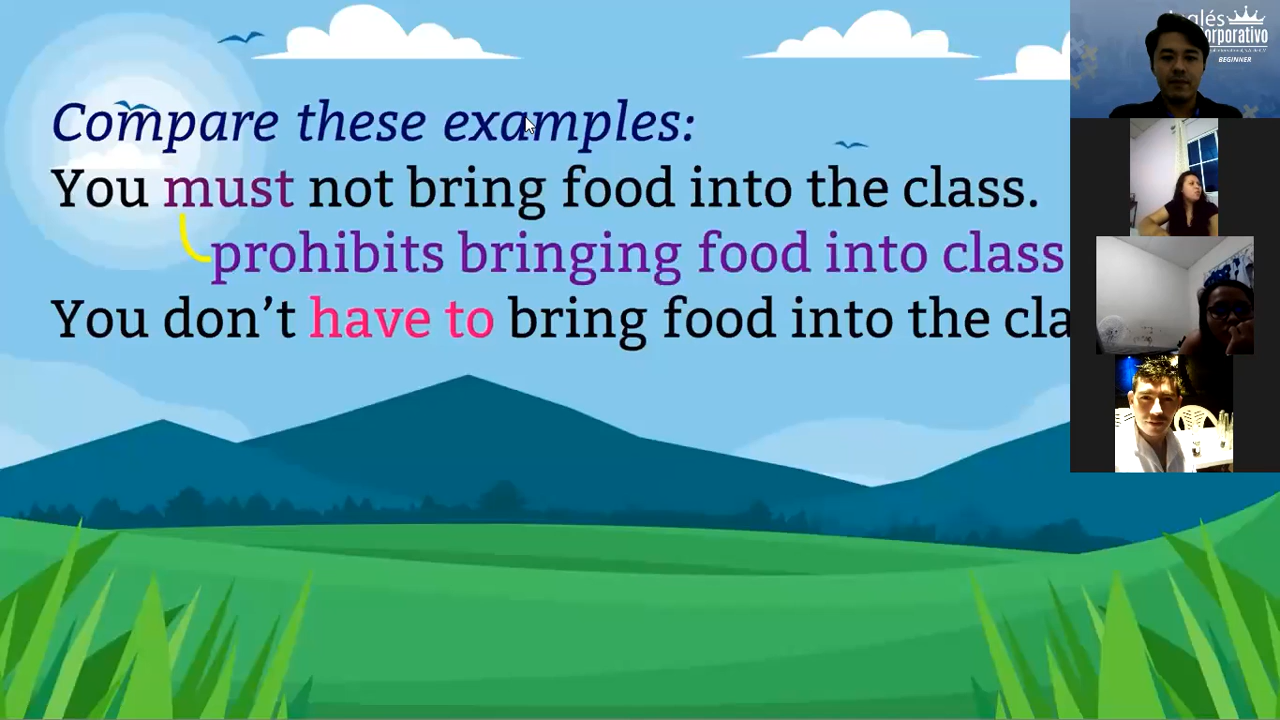 Compare these examples:
You must not bring food into the class.
prohibits bringing food into class
You don't have to bring food into the
inglés
corporativo
BEGINNER